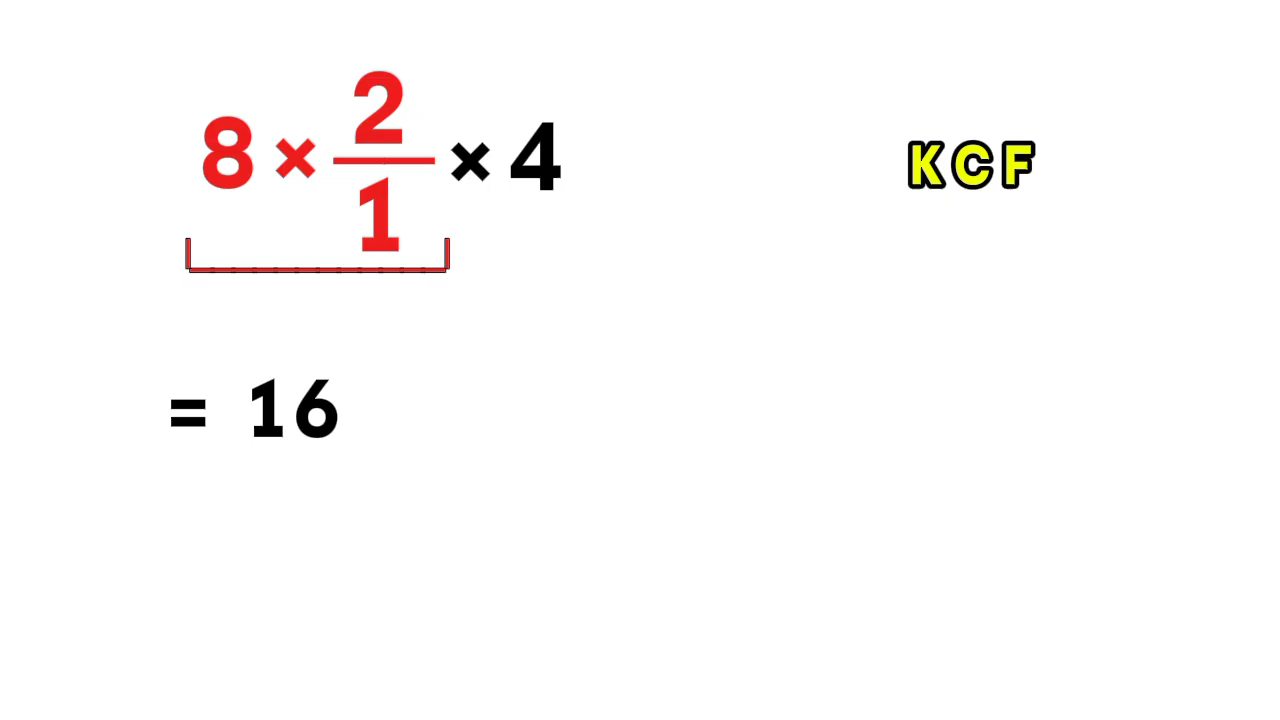 8 × 2/1 × 4
KCF
= 16